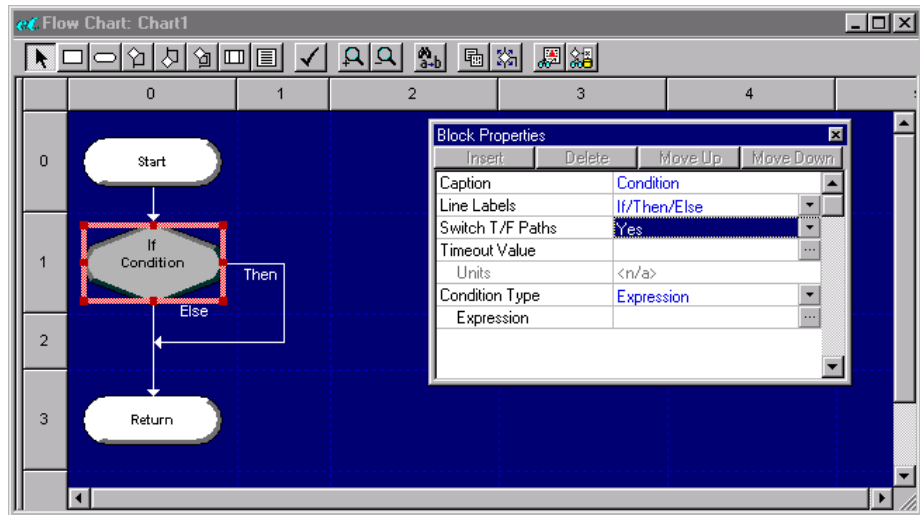 Flow Chart: Chart1
a→b
0 1 2 3 4
0
Start
1
If
Condition
Then
Else
2
3
Return
Block Properties
Insert Delete Move Up Move Down
Caption Condition
Line Labels If/Then/Else
Switch T/F Paths Yes
Timeout Value ...
Units <n/a>
Condition Type Expression
Expression ...